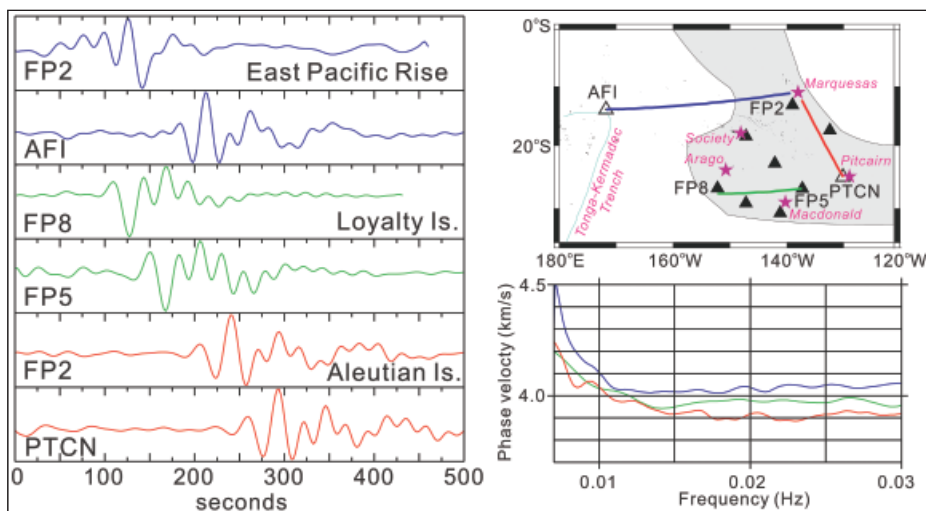 FP2
East Pacific Rise
AFI
FP8
Loyalty Is.
FP5
FP2
Aleutian Is.
PTCN
0 100 200 300 400 500
seconds
0°S
20°S
AFI
Marquesas
FP2
Society
Arago
Pitcairn
FP8
FP5
PTCN
Macdonald
Tonga-Kermadec
Trench
180°E 160°W 140°W 120°W
4.5
4.0
Phase velocty (km/s)
0.01 0.02 0.03
Frequency (Hz)